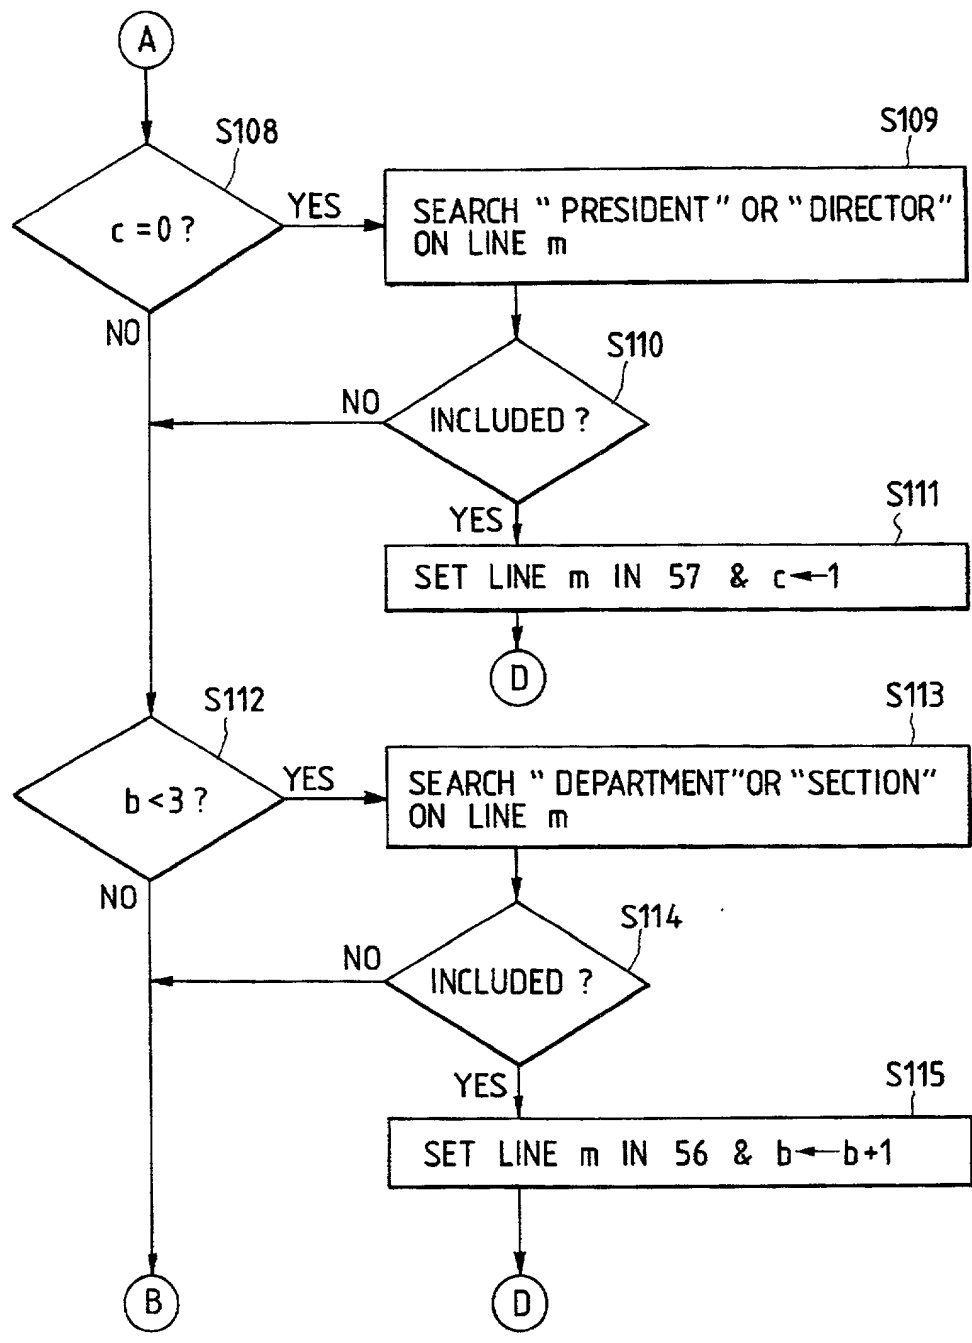 A
S108
c = 0 ?
YES
NO
S109
SEARCH " PRESIDENT " OR " DIRECTOR "
ON LINE m
S110
NO
INCLUDED ?
YES
S111
SET LINE m IN 57 & c ← 1
D
S112
b < 3 ?
YES
NO
S113
SEARCH " DEPARTMENT" OR "SECTION"
ON LINE m
S114
NO
INCLUDED ?
YES
S115
SET LINE m IN 56 & b ← b+1
B
D